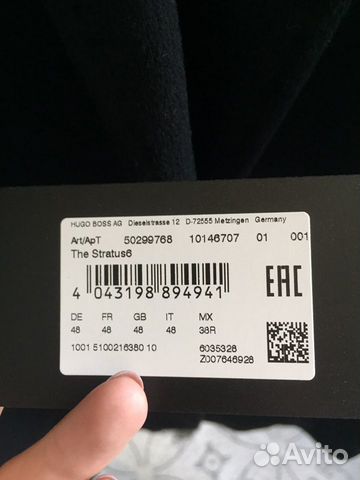 HUGO BOSS AG Dieselstrasse 12 D-72555 Metzingen Germany
Art/ApT 50299768 10146707 01 001
The Stratus6
4 043198 894941
EAC
DE FR GB IT MX
48 48 48 48 38R
1001 5100216380 10 6035328
Z007646928
Avito